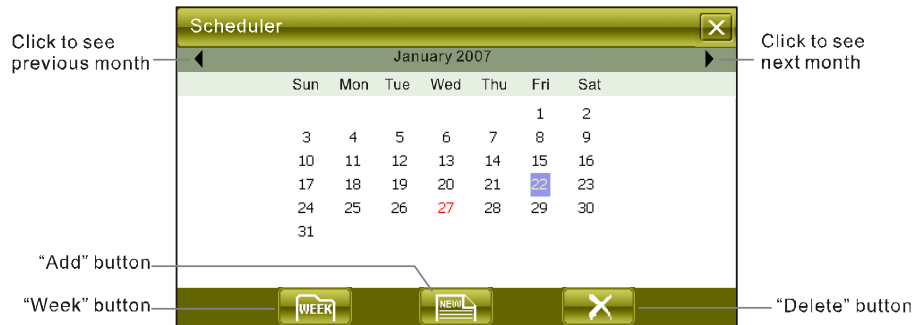 Scheduler
Click to see
previous month
January 2007
Click to see
next month
Sun Mon Tue Wed Thu Fri Sat
1 2
3 4 5 6 7 8 9
10 11 12 13 14 15 16
17 18 19 20 21 22 23
24 25 26 27 28 29 30
31
“Add” button
“Week” button
WEEK
NEW
“Delete” button